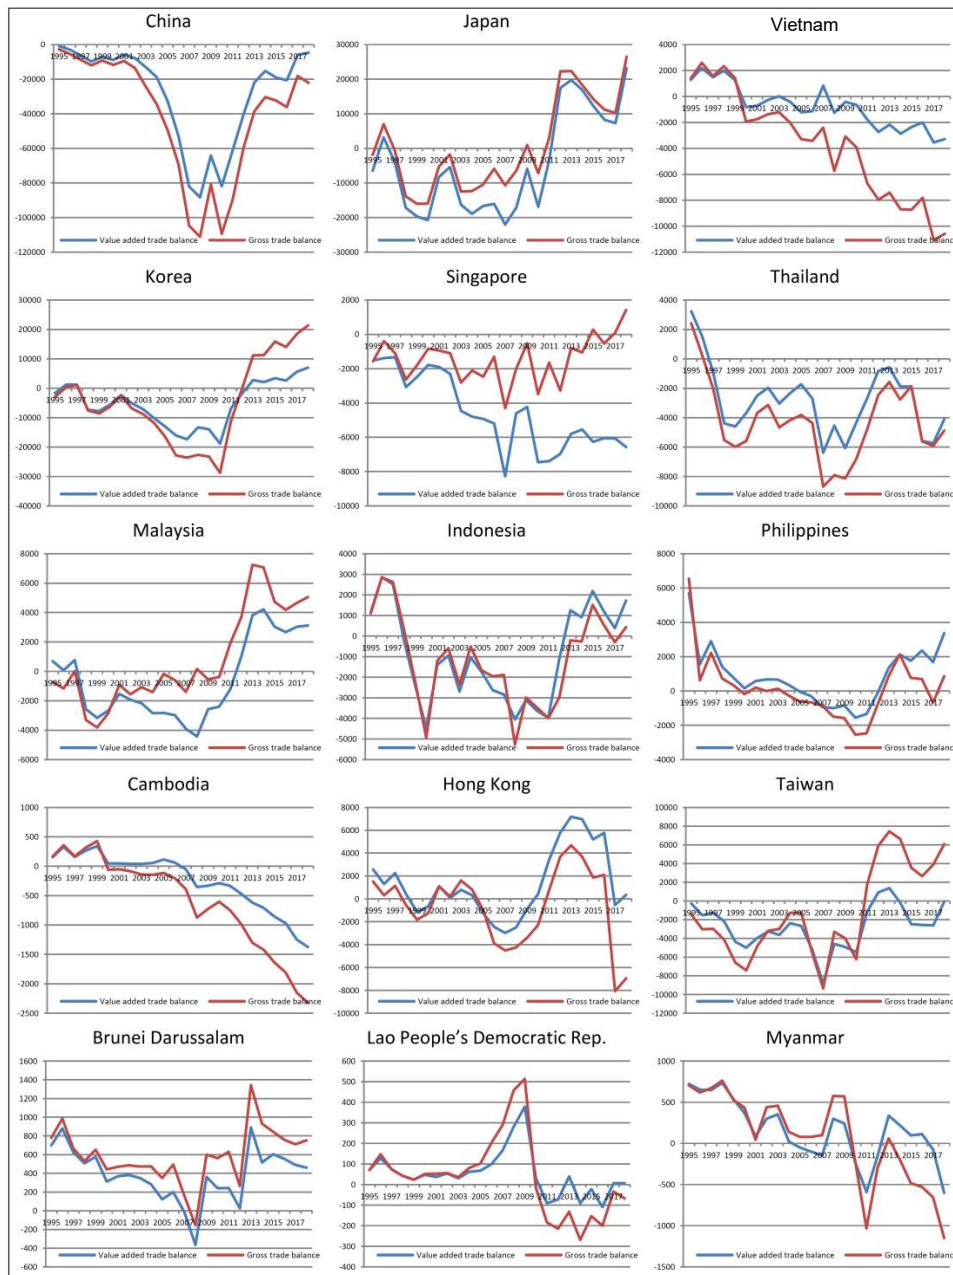 China
0
-20000
-40000
-60000
-80000
-100000
-120000
1995 1997 1999 2001 2003 2005 2007 2009 2011 2013 2015 2017
Value added trade balance
Gross trade balance
Japan
30000
20000
10000
0
-10000
-20000
-30000
1995 1997 1999 2001 2003 2005 2007 2009 2011 2013 2015 2017
Value added trade balance
Gross trade balance
Vietnam
4000
2000
0
-2000
-4000
-6000
-8000
-10000
-12000
1995 1997 1999 2001 2003 2005 2007 2009 2011 2013 2015 2017
Value added trade balance
Gross trade balance
Korea
30000
20000
10000
0
-10000
-20000
-30000
-40000
1995 1997 1999 2001 2003 2005 2007 2009 2011 2013 2015 2017
Value added trade balance
Gross trade balance
Singapore
2000
0
-2000
-4000
-6000
-8000
-10000
1995 1997 1999 2001 2003 2005 2007 2009 2011 2013 2015 2017
Value added trade balance
Gross trade balance
Thailand
4000
2000
0
-2000
-4000
-6000
-8000
-10000
1995 1997 1999 2001 2003 2005 2007 2009 2011 2013 2015 2017
Value added trade balance
Gross trade balance
Malaysia
8000
6000
4000
2000
0
-2000
-4000
-6000
1995 1997 1999 2001 2003 2005 2007 2009 2011 2013 2015 2017
Value added trade balance
Gross trade balance
Indonesia
4000
3000
2000
1000
0
-1000
-2000
-3000
-4000
-5000
-6000
1995 1997 1999 2001 2003 2005 2007 2009 2011 2013 2015 2017
Value added trade balance
Gross trade balance
Philippines
8000
6000
4000
2000
0
-2000
-4000
1995 1997 1999 2001 2003 2005 2007 2009 2011 2013 2015 2017
Value added trade balance
Gross trade balance
Cambodia
1000
500
0
-500
-1000
-1500
-2000
-2500
1995 1997 1999 2001 2003 2005 2007 2009 2011 2013 2015 2017
Value added trade balance
Gross trade balance
Hong Kong
8000
6000
4000
2000
0
-2000
-4000
-6000
-8000
-10000
1995 1997 1999 2001 2003 2005 2007 2009 2011 2013 2015 2017
Value added trade balance
Gross trade balance
Taiwan
10000
8000
6000
4000
2000
0
-2000
-4000
-6000
-8000
-10000
-12000
1995 1997 1999 2001 2003 2005 2007 2009 2011 2013 2015 2017
Value added trade balance
Gross trade balance
Brunei Darussalam
1600
1400
1200
1000
800
600
400
200
0
-200
-400
-600
1995 1997 1999 2001 2003 2005 2007 2009 2011 2013 2015 2017
Value added trade balance
Gross trade balance
Lao People’s Democratic Rep.
600
500
400
300
200
100
0
-100
-200
-300
-400
1995 1997 1999 2001 2003 2005 2007 2009 2011 2013 2015 2017
Value added trade balance
Gross trade balance
Myanmar
1000
500
0
-500
-1000
-1500
1995 1997 1999 2001 2003 2005 2007 2009 2011 2013 2015 2017
Value added trade balance
Gross trade balance